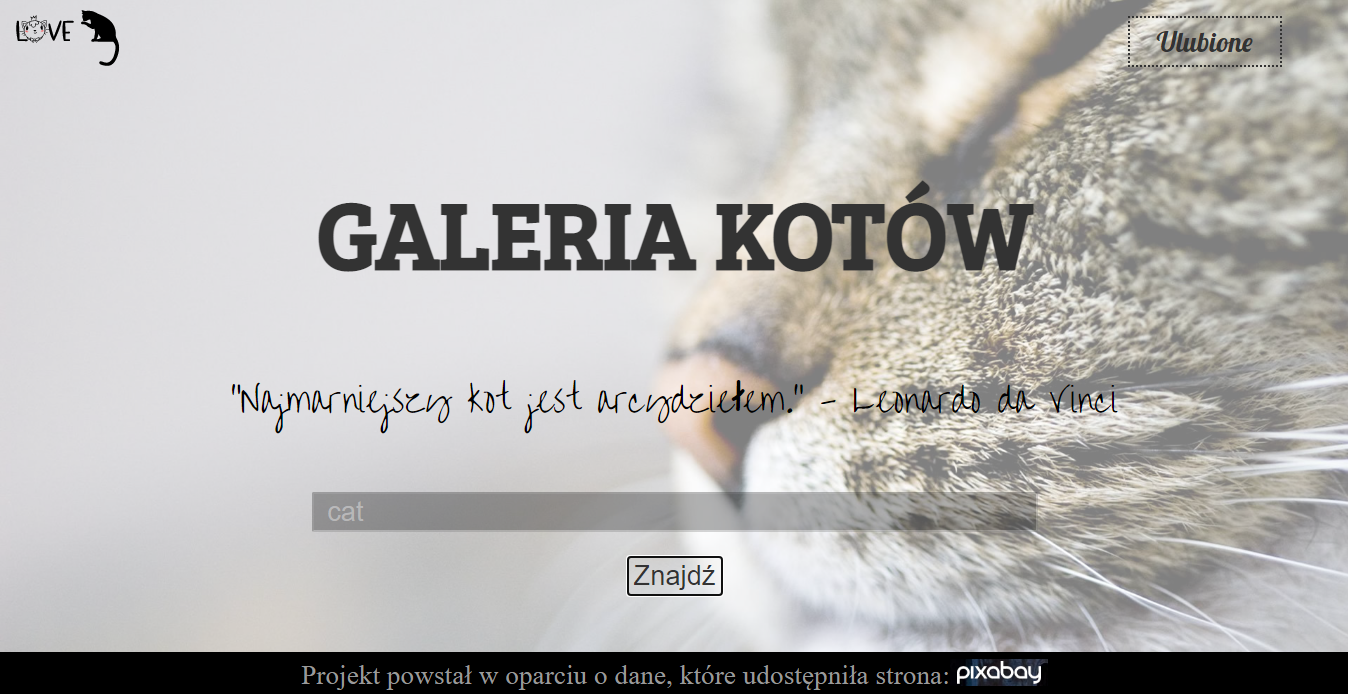 LOVE
Ulubione
GALERIA KOTÓW
"Najmarniejszy kot jest arcydziełem." - Leonardo da Vinci
cat
Znajdź
Projekt powstał w oparciu o dane, które udostępniła strona: pixabay